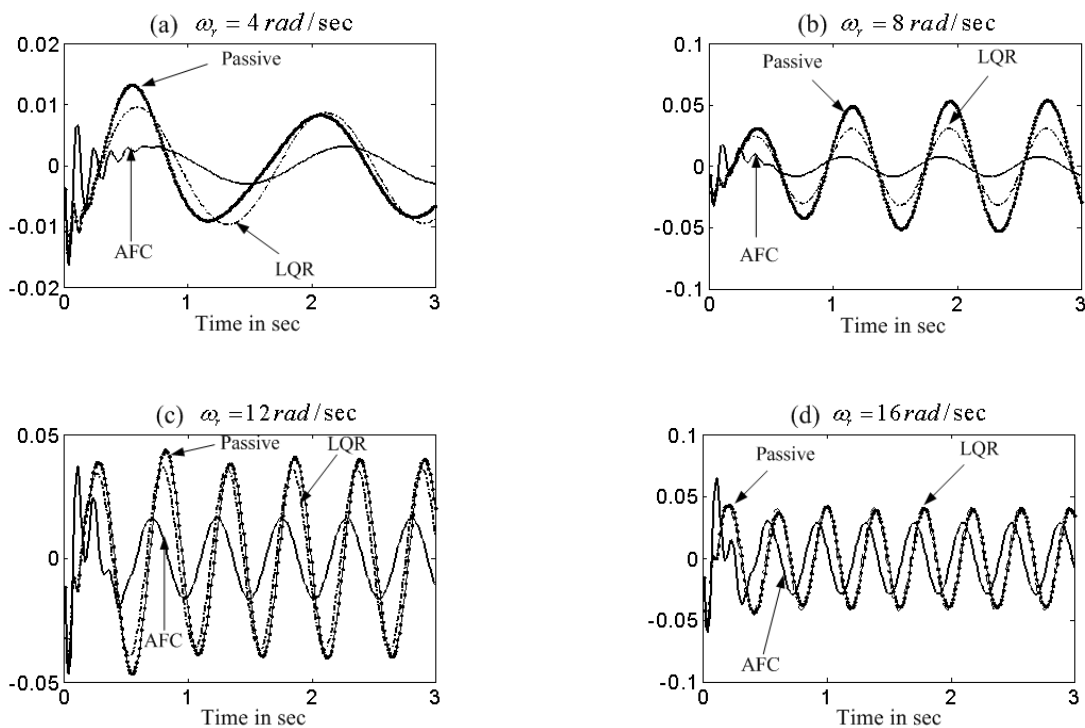 (a) ωᵣ = 4 rad/sec
0.02
0.01
0
-0.01
-0.02
Passive
AFC
LQR
0 1 2 3
Time in sec
(b) ωᵣ = 8 rad/sec
0.1
0.05
0
-0.05
-0.1
Passive
LQR
AFC
0 1 2 3
Time in sec
(c) ωᵣ = 12 rad/sec
0.05
0
-0.05
Passive
LQR
AFC
0 1 2 3
Time in sec
(d) ωᵣ = 16 rad/sec
0.1
0.05
0
-0.05
-0.1
Passive
LQR
AFC
0 1 2 3
Time in sec